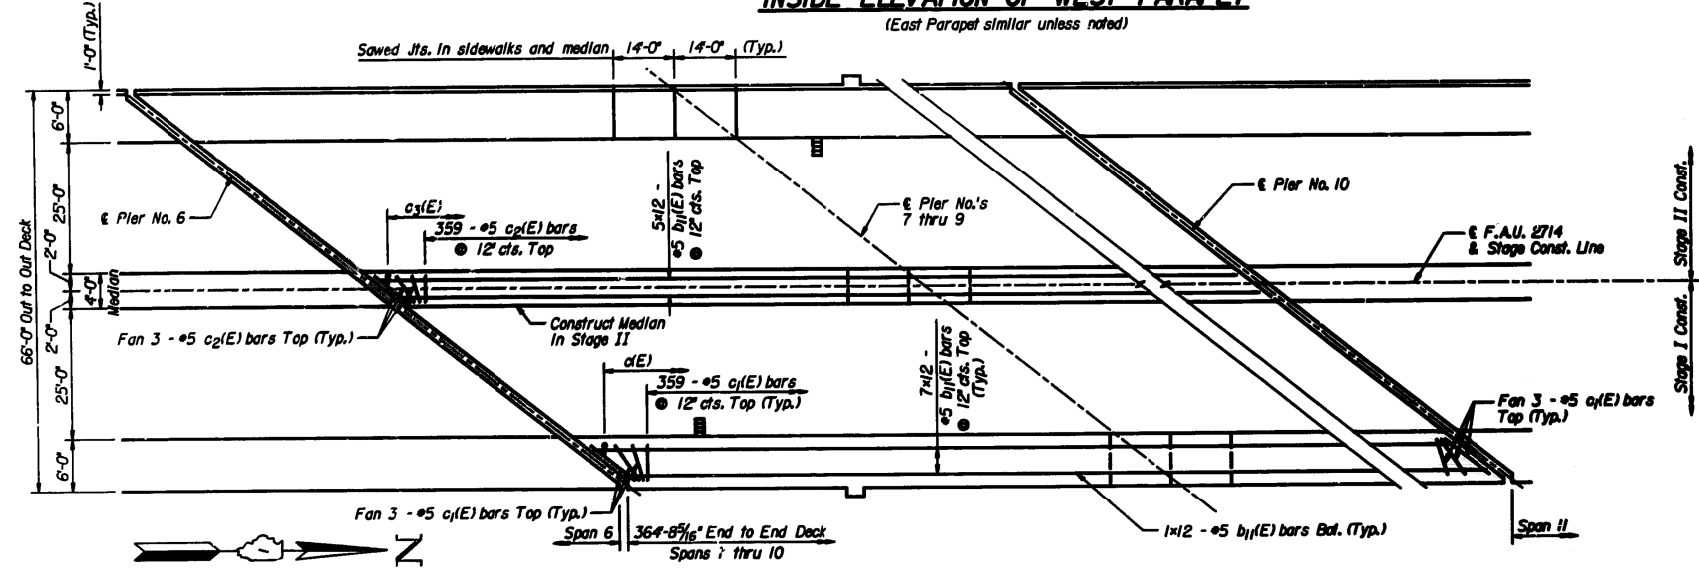 INSIDE ELEVATION OF WEST PARAPET
(East Parapet similar unless noted)
Sawed Jts. in sidewalks and median
14'-0"
14'-0"
(Typ.)
1'-0" (Typ.)
66'-0" Out to Out Deck
6'-0"
25'-0"
2'-0"
4'-0"
Median
2'-0"
25'-0"
6'-0"
℄ Pier No. 6
c3(E)
359 - #5 c2(E) bars
@ 12" cts. Top
5x12 -
#5 b11(E) bars
@ 12" cts. Top
℄ Pier No.'s
7 thru 9
℄ Pier No. 10
℄ F.A.U. 2714
& Stage Const. Line
Stage II Const.
Stage I Const.
Fan 3 - #5 c2(E) bars Top (Typ.)
Construct Median
in Stage II
c(E)
359 - #5 c1(E) bars
@ 12" cts. Top (Typ.)
7x12 -
#5 b11(E) bars
@ 12" cts. Top
(Typ.)
Fan 3 - #5 c1(E) bars
Top (Typ.)
Fan 3 - #5 c1(E) bars Top (Typ.)
Span 6
364'-8 5/16" End to End Deck
Spans 7 thru 10
1x12 - #5 b11(E) bars Bot. (Typ.)
Span 11
N